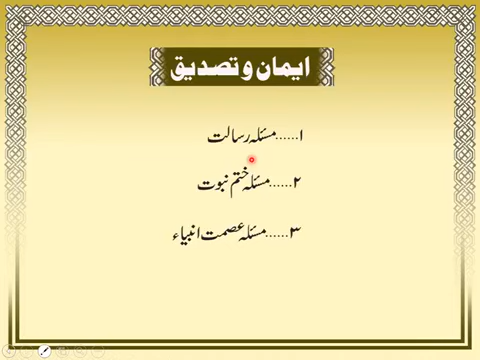 ایمان و تصدیق
۱......مسئلہ رسالت
۲......مسئلہ ختم نبوت
۳......مسئلہ عصمت انبیاء